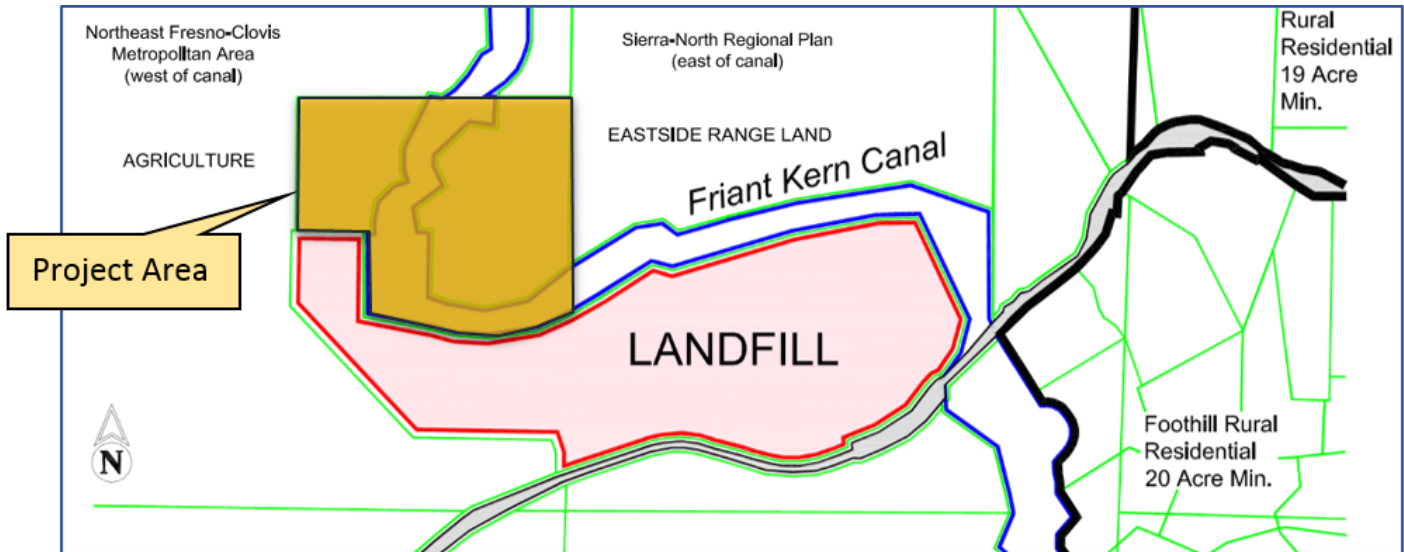 Northeast Fresno-Clovis
Metropolitan Area
(west of canal)
Sierra-North Regional Plan
(east of canal)
Rural
Residential
19 Acre
Min.
AGRICULTURE
EASTSIDE RANGE LAND
Friant Kern Canal
Project Area
LANDFILL
Foothill Rural
Residential
20 Acre Min.
N